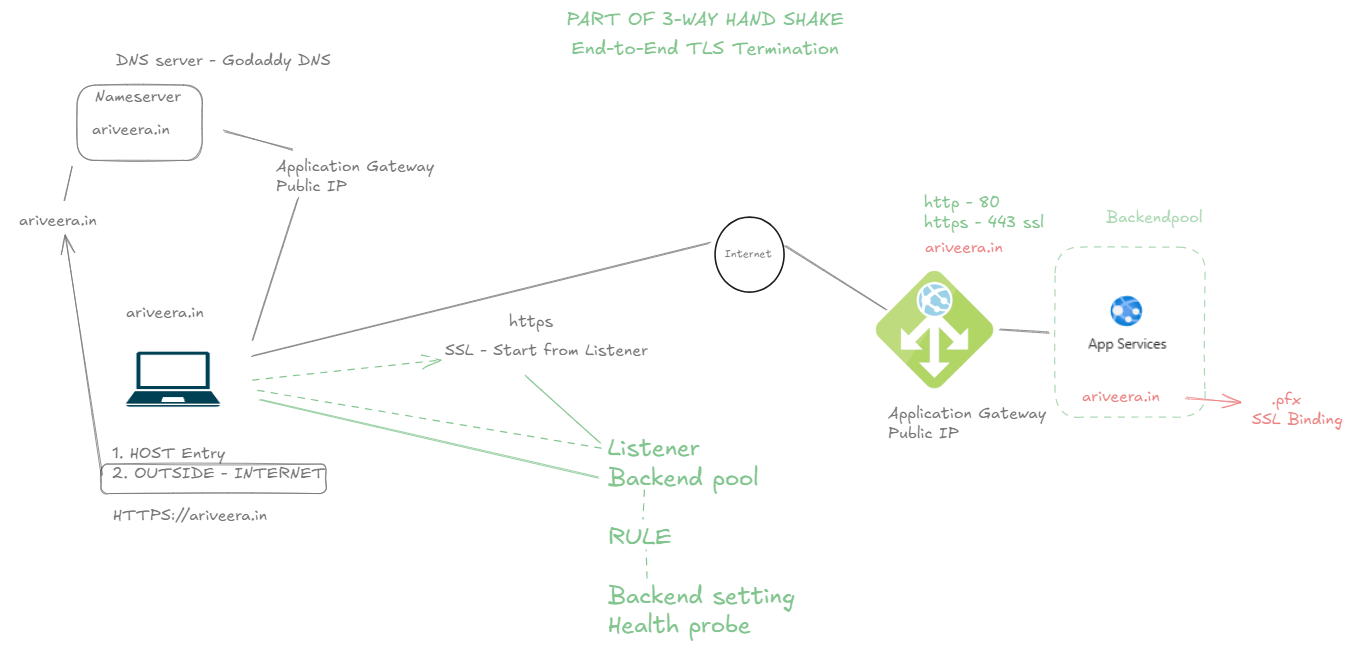 PART OF 3-WAY HAND SHAKE
End-to-End TLS Termination
DNS server - Godaddy DNS
Nameserver
ariveera.in
Application Gateway
Public IP
ariveera.in
ariveera.in
Internet
http - 80
https - 443 ssl
ariveera.in
Backendpool
App Services
ariveera.in
.pfx
SSL Binding
Application Gateway
Public IP
https
SSL - Start from Listener
1. HOST Entry
2. OUTSIDE - INTERNET
HTTPS://ariveera.in
Listener
Backend pool
RULE
Backend setting
Health probe